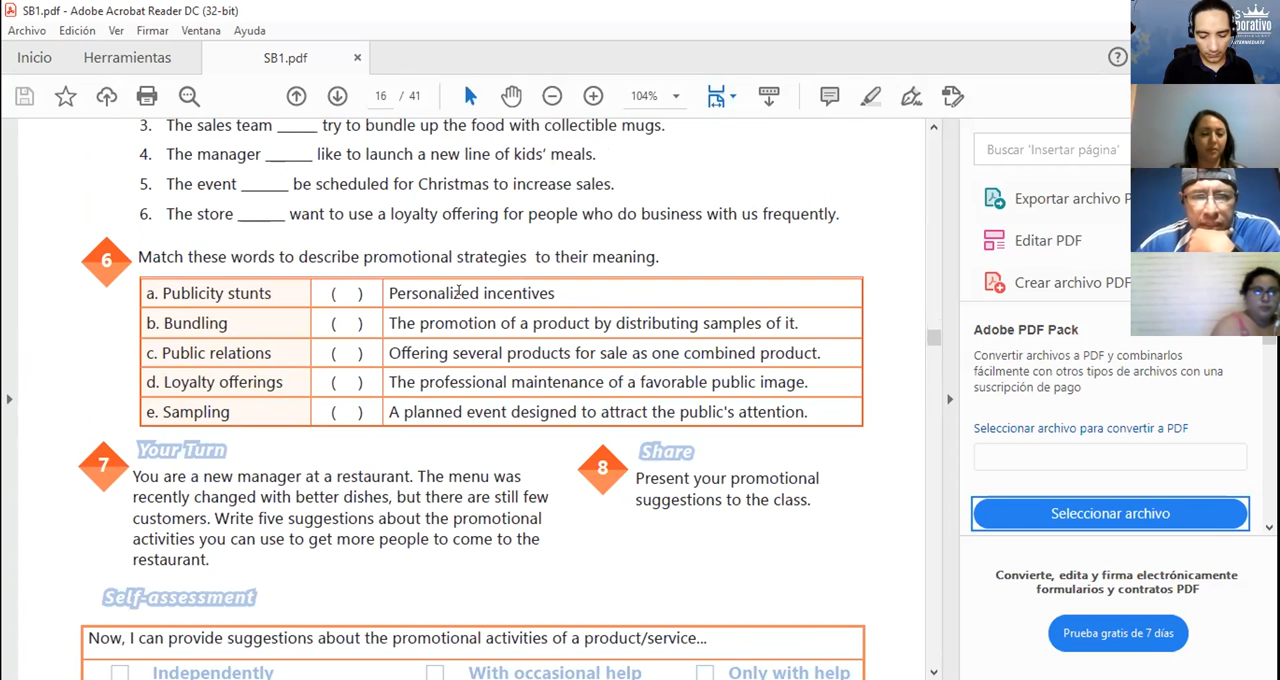 SB1.pdf - Adobe Acrobat Reader DC (32-bit)
Archivo Edición Ver Firmar Ventana Ayuda
Inicio Herramientas SB1.pdf ×
16 / 41 104%
3. The sales team _____ try to bundle up the food with collectible mugs.
4. The manager ______ like to launch a new line of kids' meals.
5. The event ______ be scheduled for Christmas to increase sales.
6. The store ______ want to use a loyalty offering for people who do business with us frequently.
6 Match these words to describe promotional strategies to their meaning.
a. Publicity stunts ( ) Personalized incentives
b. Bundling ( ) The promotion of a product by distributing samples of it.
c. Public relations ( ) Offering several products for sale as one combined product.
d. Loyalty offerings ( ) The professional maintenance of a favorable public image.
e. Sampling ( ) A planned event designed to attract the public's attention.
7 Your Turn
You are a new manager at a restaurant. The menu was
recently changed with better dishes, but there are still few
customers. Write five suggestions about the promotional
activities you can use to get more people to come to the
restaurant.
8 Share
Present your promotional
suggestions to the class.
Self-assessment
Now, I can provide suggestions about the promotional activities of a product/service...
Independently With occasional help Only with help
Buscar 'Insertar página'
Exportar archivo P
Editar PDF
Crear archivo PD
Adobe PDF Pack
Convertir archivos a PDF y combinarlos
fácilmente con otros tipos de archivos con una
suscripción de pago
Seleccionar archivo para convertir a PDF
Seleccionar archivo
Convierte, edita y firma electrónicamente
formularios y contratos PDF
Prueba gratis de 7 días